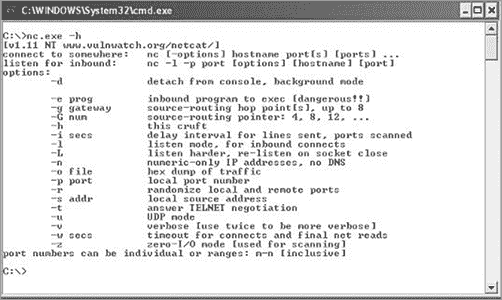 C:\WINDOWS\System32\cmd.exe
C:\>nc.exe -h
[v1.11 NT www.vulnwatch.org/netcat/]
connect to somewhere: nc [-options] hostname port[s] [ports] ...
listen for inbound: nc -l -p port [options] [hostname] [port]
options:
-d detach from console, background mode
-e prog inbound program to exec [dangerous!!]
-g gateway source-routing hop point[s], up to 8
-G num source-routing pointer: 4, 8, 12, ...
-h this cruft
-i secs delay interval for lines sent, ports scanned
-l listen mode, for inbound connects
-L listen harder, re-listen on socket close
-n numeric-only IP addresses, no DNS
-o file hex dump of traffic
-p port local port number
-r randomize local and remote ports
-s addr local source address
-t answer TELNET negotiation
-u UDP mode
-v verbose [use twice to be more verbose]
-w secs timeout for connects and final net reads
-z zero-I/O mode [used for scanning]
port numbers can be individual or ranges: m-n [inclusive]
C:\>